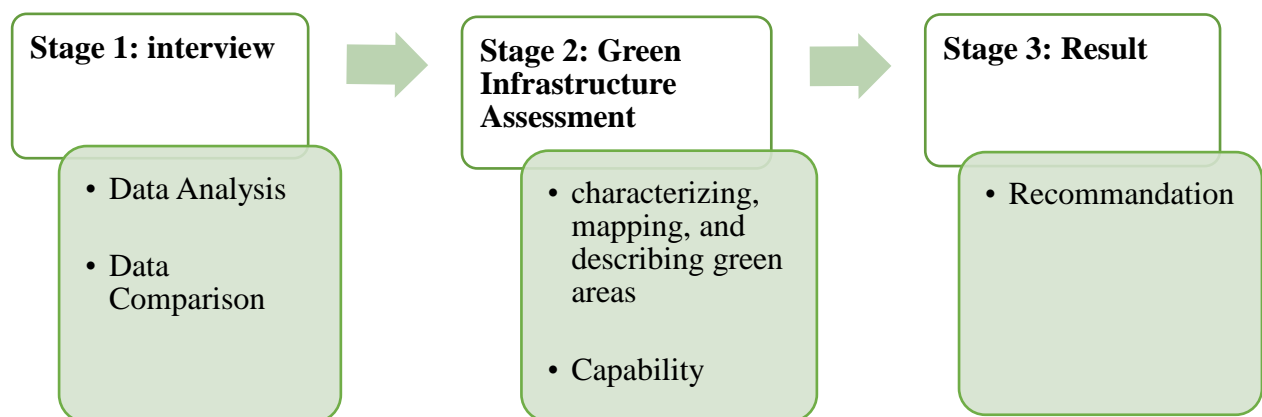 Stage 1: interview
• Data Analysis
• Data
Comparison
Stage 2: Green
Infrastructure
Assessment
• characterizing,
mapping, and
describing green
areas
• Capability
Stage 3: Result
• Recommandation